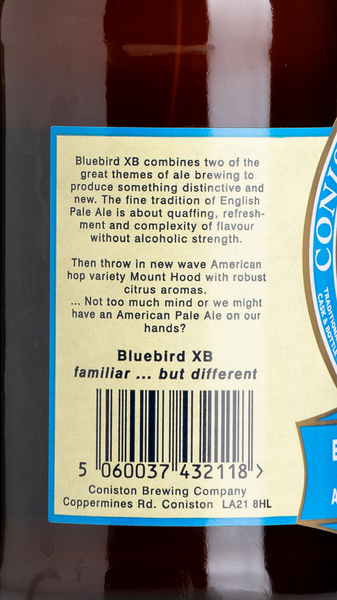 Bluebird XB combines two of the
great themes of ale brewing to
produce something distinctive and
new. The fine tradition of English
Pale Ale is about quaffing, refresh-
ment and complexity of flavour
without alcoholic strength.
Then throw in new wave American
hop variety Mount Hood with robust
citrus aromas.
... Not too much mind or we might
have an American Pale Ale on our
hands?
Bluebird XB
familiar ... but different
5 060037 432118 >
Coniston Brewing Company
Coppermines Rd. Coniston LA21 8HL
CONIS
TRADITION
CASK & BOTTLE